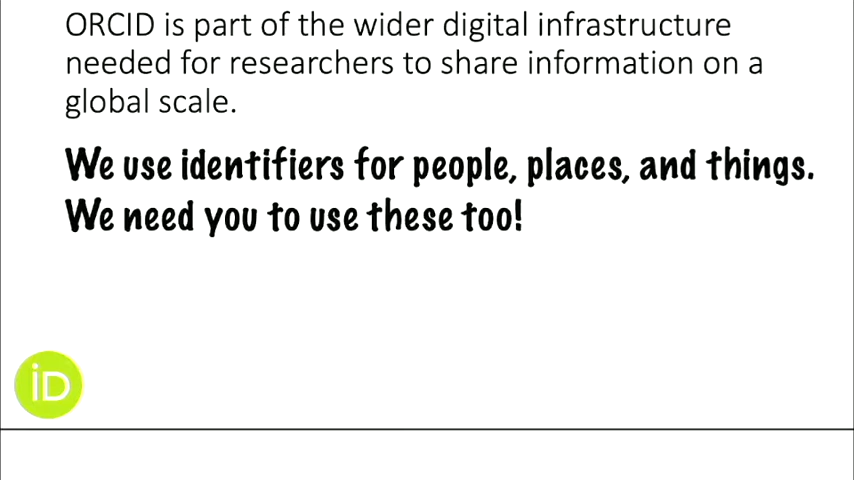 ORCID is part of the wider digital infrastructure
needed for researchers to share information on a
global scale.
We use identifiers for people, places, and things.
We need you to use these too!
iD